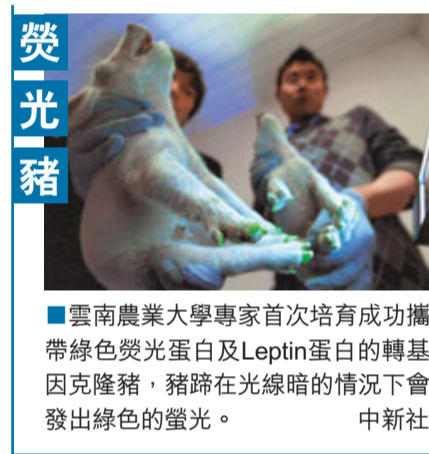 熒
光
豬
■雲南農業大學專家首次培育成功攜
帶綠色熒光蛋白及Leptin蛋白的轉基
因克隆豬，豬蹄在光線暗的情況下會
發出綠色的螢光。 中新社